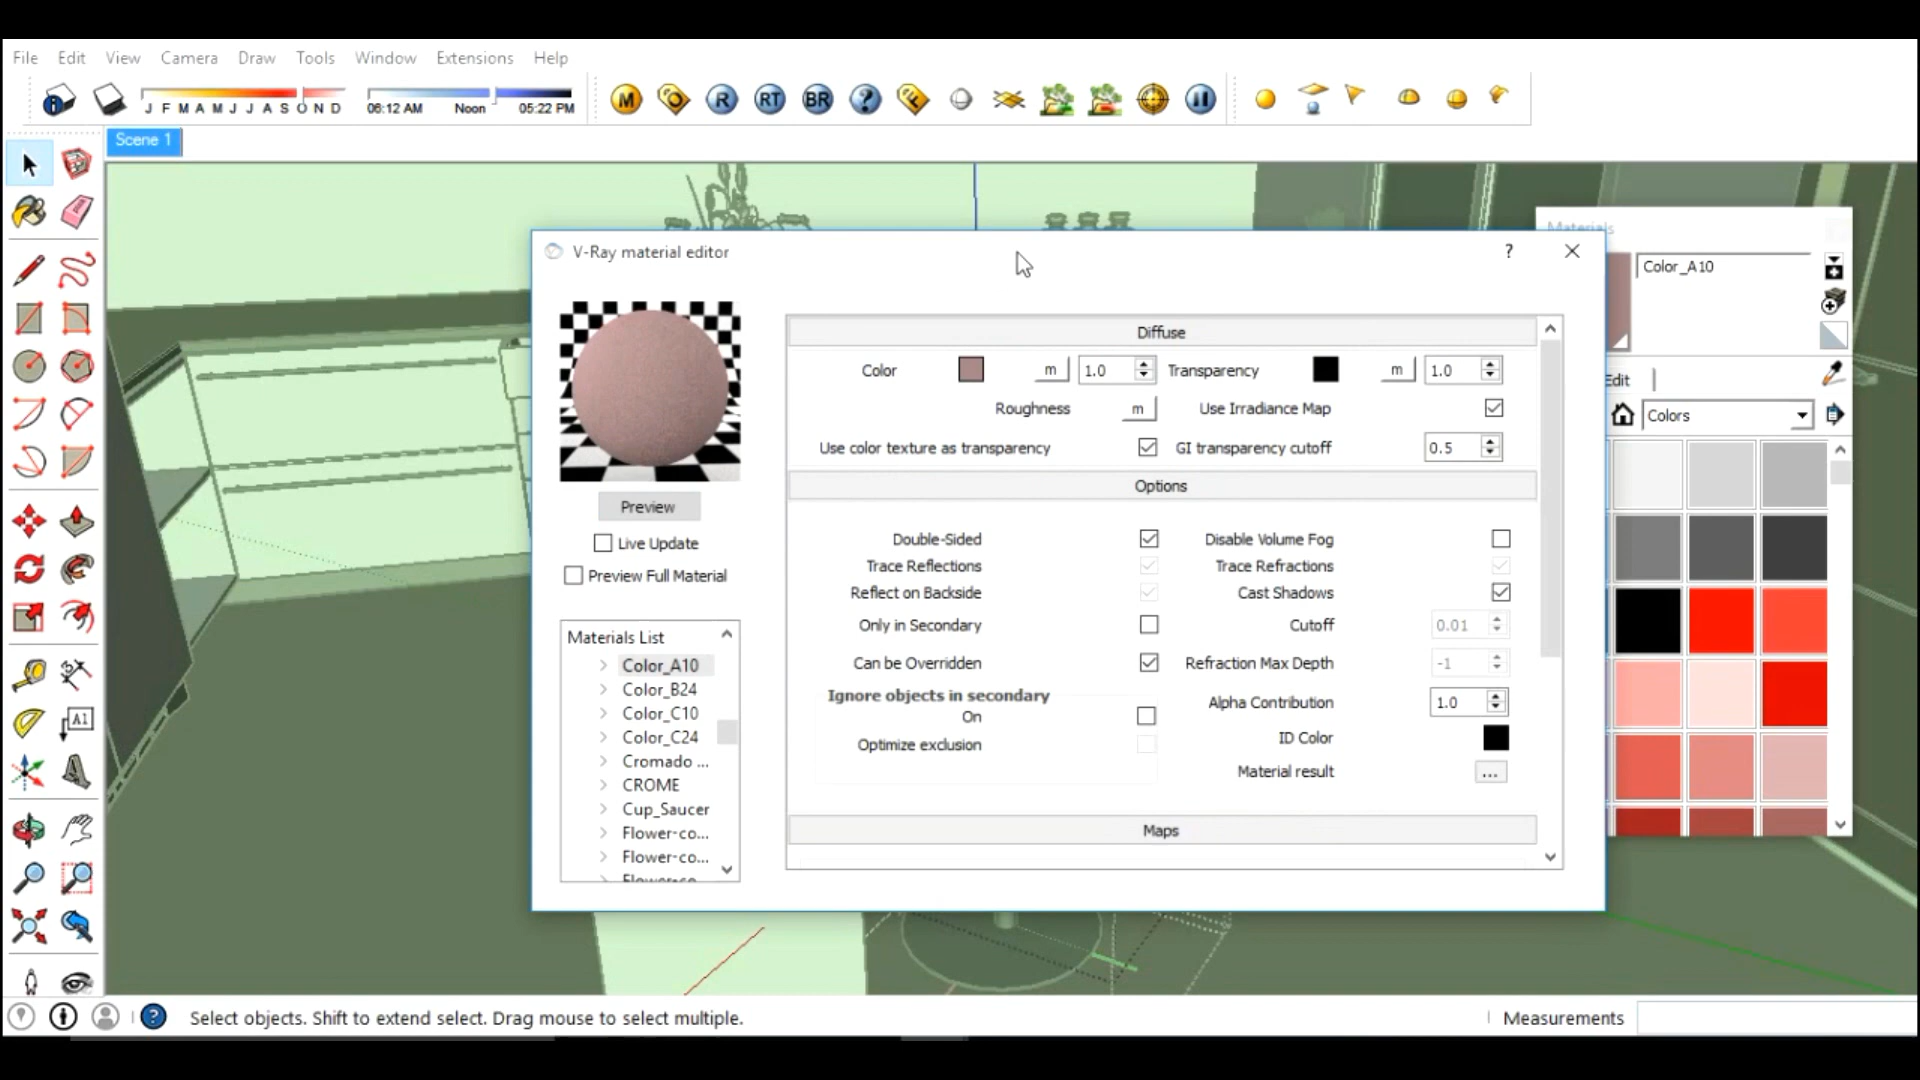 File Edit View Camera Draw Tools Window Extensions Help
J F M A M J J A S O N D 06:12 AM Noon 05:22 PM M R RT BR ?
Scene 1
V-Ray material editor ?
Materials
Color_A10
Diffuse
Color m 1.0 Transparency m 1.0
Roughness m Use Irradiance Map
Use color texture as transparency GI transparency cutoff 0.5
Options
Preview
Live Update
Preview Full Material
Double-Sided Disable Volume Fog
Trace Reflections Trace Refractions
Reflect on Backside Cast Shadows
Only in Secondary Cutoff 0.01
Can be Overridden Refraction Max Depth -1
Ignore objects in secondary
On
Alpha Contribution 1.0
Optimize exclusion
ID Color
Material result ...
Maps
Materials List
Color_A10
Color_B24
Color_C10
Color_C24
Cromado ...
CROME
Cup_Saucer
Flower-co...
Flower-co...
Colors
A1
Select objects. Shift to extend select. Drag mouse to select multiple.
Measurements